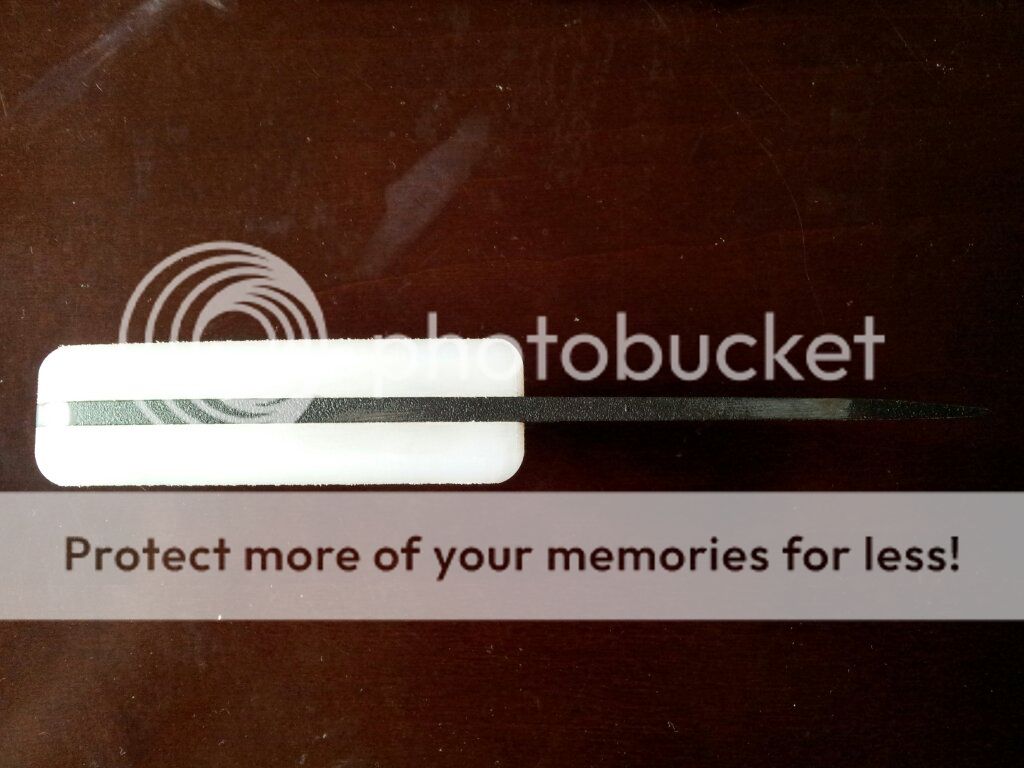 photobucket
Protect more of your memories for less!